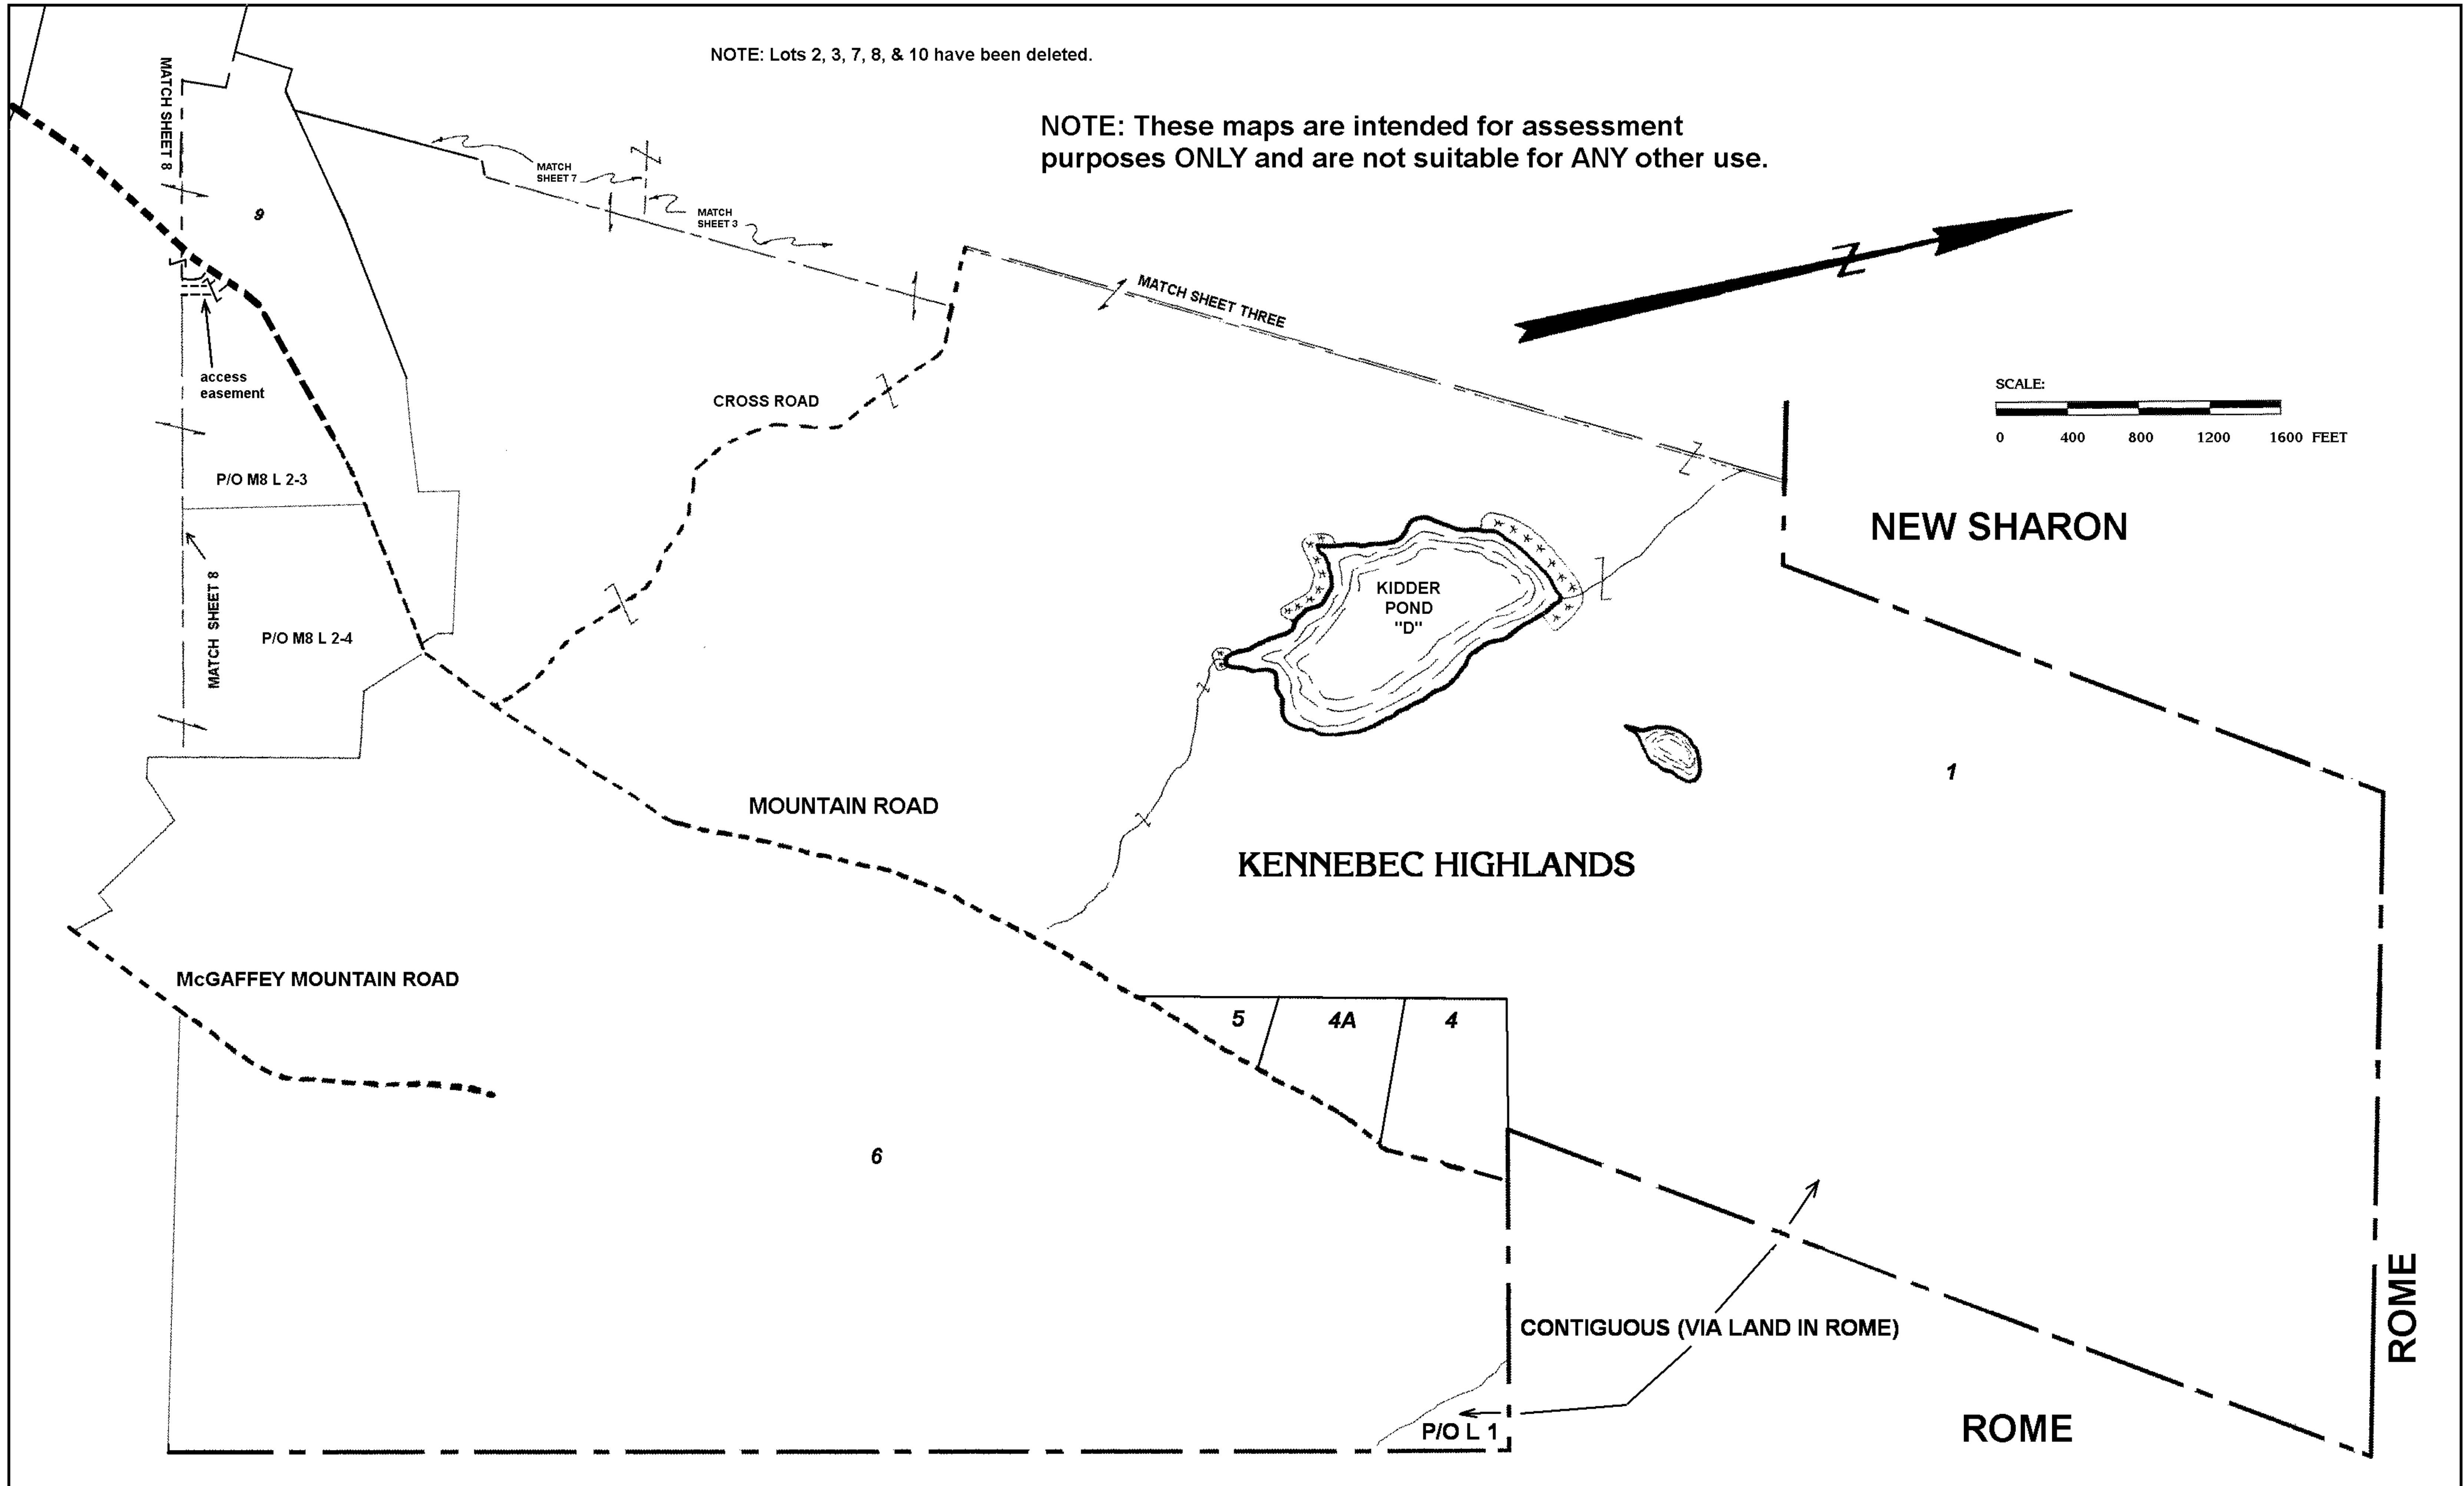 NOTE: Lots 2, 3, 7, 8, & 10 have been deleted.
NOTE: These maps are intended for assessment
purposes ONLY and are not suitable for ANY other use.
MATCH SHEET 8
MATCH
SHEET 7
MATCH
SHEET 3
9
MATCH SHEET THREE
Z
access
easement
CROSS ROAD
SCALE:
0 400 800 1200 1600 FEET
P/O M8 L 2-3
NEW SHARON
KIDDER
POND
"D"
MATCH SHEET 8
P/O M8 L 2-4
1
MOUNTAIN ROAD
KENNEBEC HIGHLANDS
McGAFFEY MOUNTAIN ROAD
5
4A
4
6
CONTIGUOUS (VIA LAND IN ROME)
ROME
P/O L 1
ROME